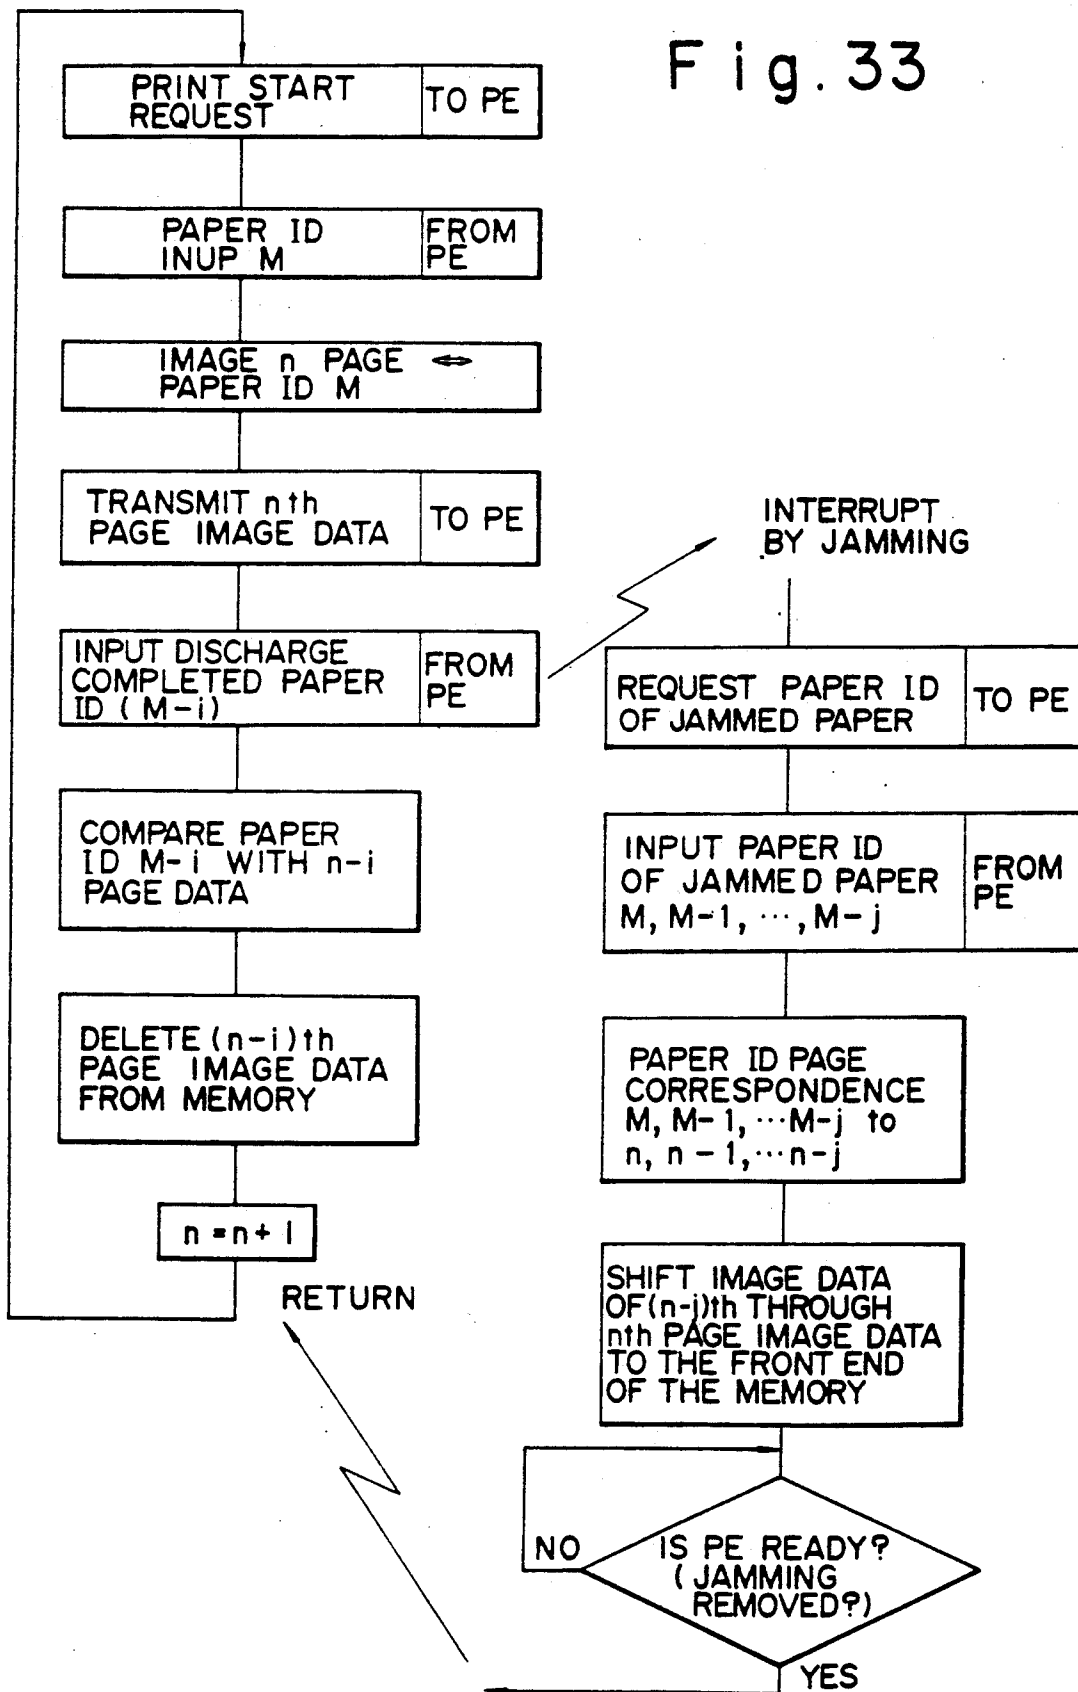 Fig. 33
PRINT START
REQUEST
TO PE
PAPER ID
INUP M
FROM
PE
IMAGE n PAGE ⇔
PAPER ID M
TRANSMIT nth
PAGE IMAGE DATA
TO PE
INPUT DISCHARGE
COMPLETED PAPER
ID (M-i)
FROM
PE
COMPARE PAPER
ID M-i WITH n-i
PAGE DATA
DELETE (n-i)th
PAGE IMAGE DATA
FROM MEMORY
n = n + 1
RETURN
INTERRUPT
BY JAMMING
REQUEST PAPER ID
OF JAMMED PAPER
TO PE
INPUT PAPER ID
OF JAMMED PAPER
M, M-1, ..., M-j
FROM
PE
PAPER ID PAGE
CORRESPONDENCE
M, M-1, ...M-j to
n, n-1, ...n-j
SHIFT IMAGE DATA
OF (n-j)th THROUGH
nth PAGE IMAGE DATA
TO THE FRONT END
OF THE MEMORY
NO
IS PE READY?
(JAMMING
REMOVED?)
YES